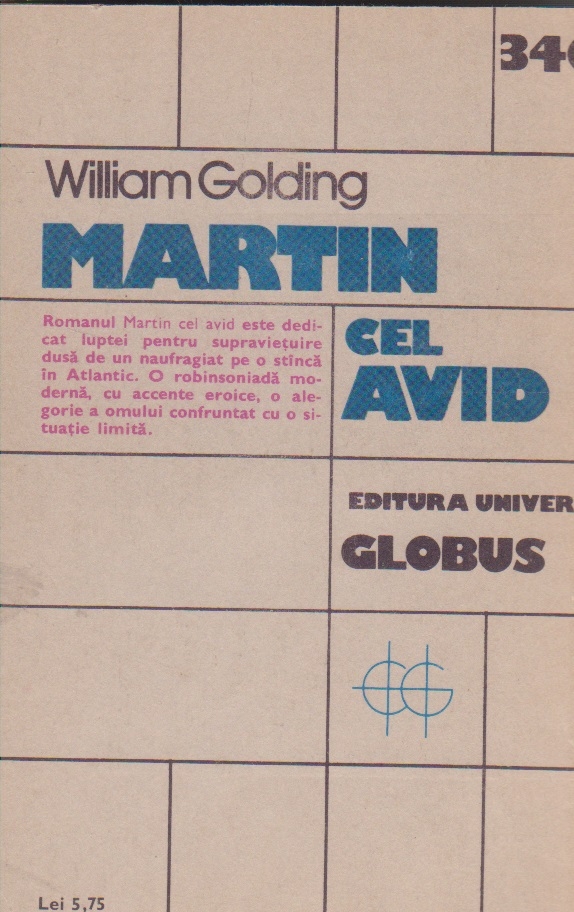 34
William Golding
MARTIN
CEL
AVID
Romanul Martin cel avid este dedi-
cat luptei pentru supraviețuire
dusă de un naufragiat pe o stîncă
în Atlantic. O robinsoniadă mo-
dernă, cu accente eroice, o ale-
gorie a omului confruntat cu o si-
tuație limită.
EDITURA UNIVER
GLOBUS
Lei 5,75